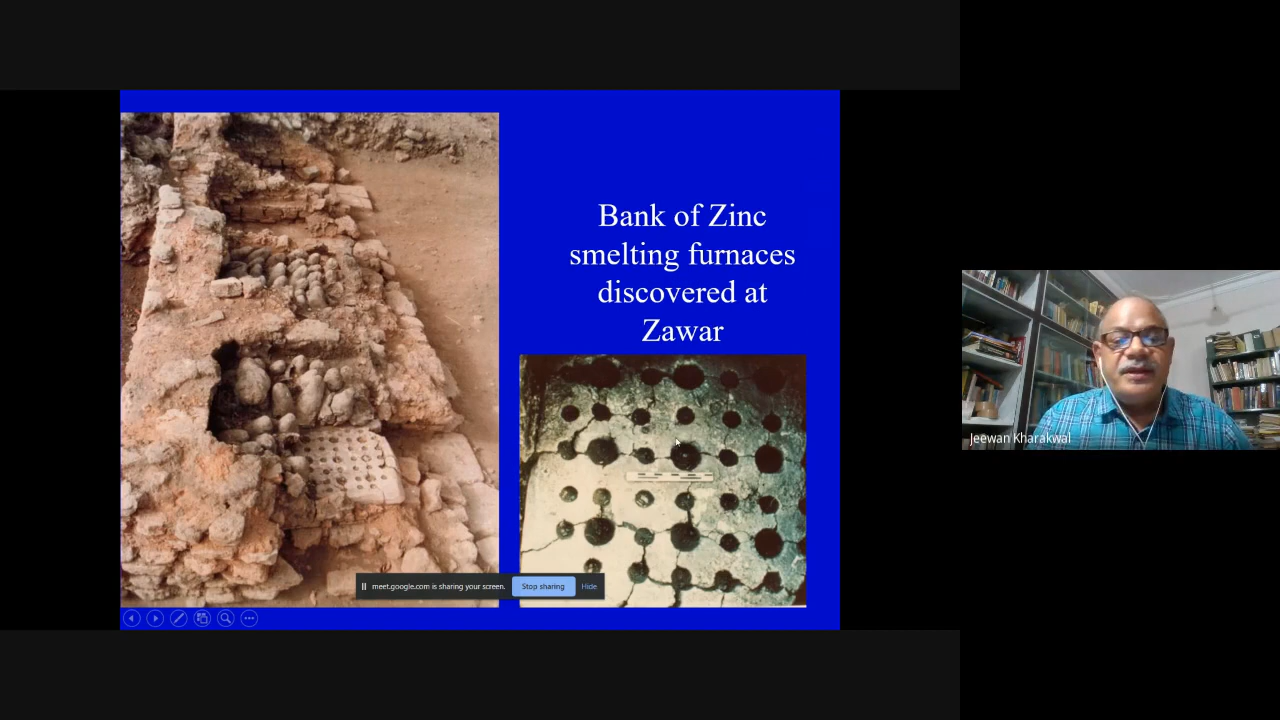 Bank of Zinc
smelting furnaces
discovered at
Zawar
meet.google.com is sharing your screen. Stop sharing Hide
Jeewan Kharakwal